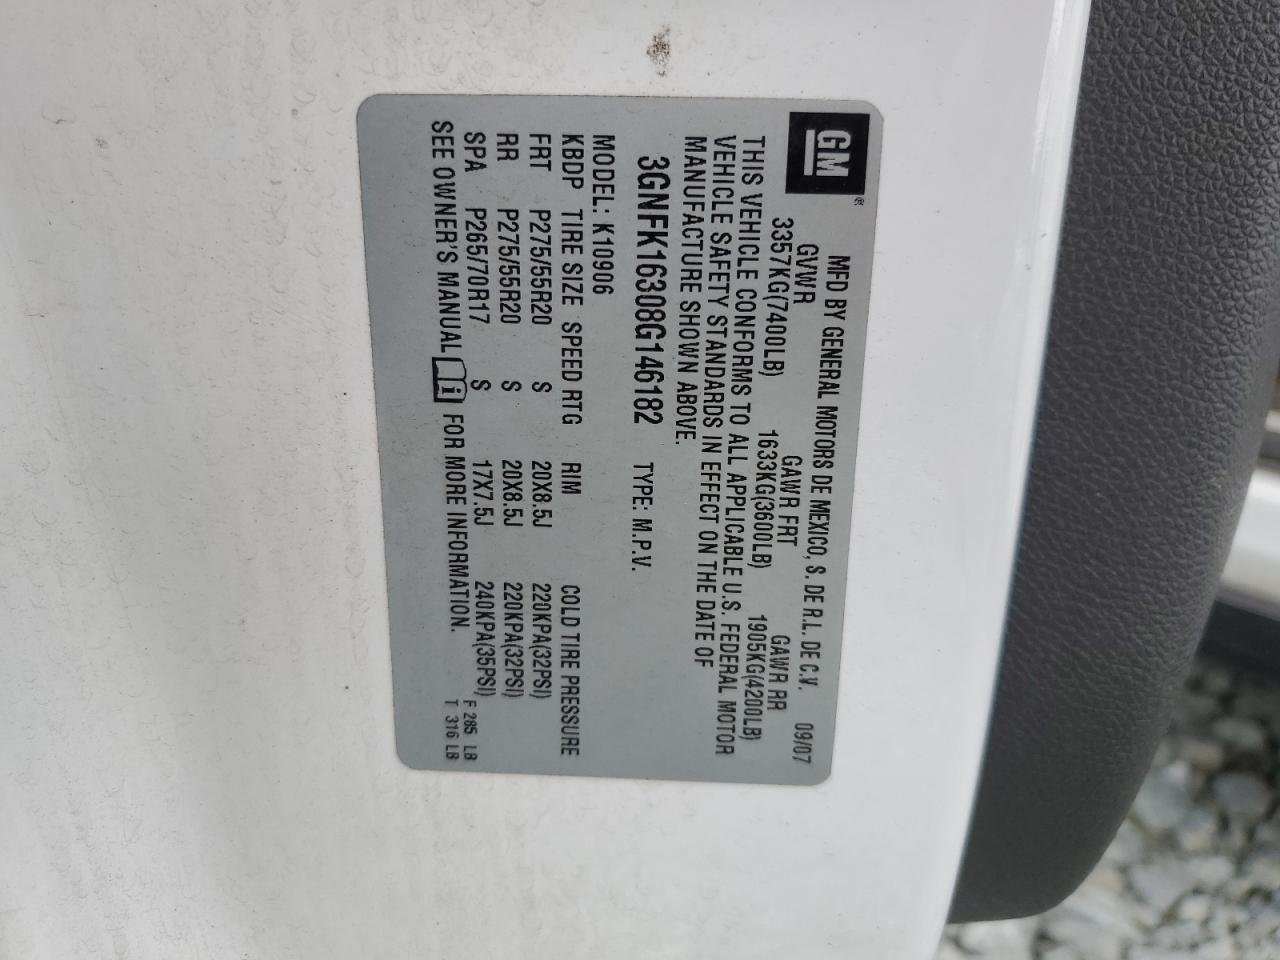 GM®
MFD BY GENERAL MOTORS DE MEXICO, S. DE R.L. DE C.V. 09/07
GVWR GAWR FRT GAWR RR
3357KG(7400LB) 1633KG(3600LB) 1905KG(4200LB)
THIS VEHICLE CONFORMS TO ALL APPLICABLE U.S. FEDERAL MOTOR
VEHICLE SAFETY STANDARDS IN EFFECT ON THE DATE OF
MANUFACTURE SHOWN ABOVE.
3GNFK16308G146182 TYPE: M.P.V.
MODEL: K10906
KBDP TIRE SIZE SPEED RTG RIM COLD TIRE PRESSURE
FRT P275/55R20 S 20X8.5J 220KPA(32PSI)
RR P275/55R20 S 20X8.5J 220KPA(32PSI)
SPA P265/70R17 S 17X7.5J 240KPA(35PSI)
SEE OWNER'S MANUAL i FOR MORE INFORMATION.
F 285 LB
T 316 LB